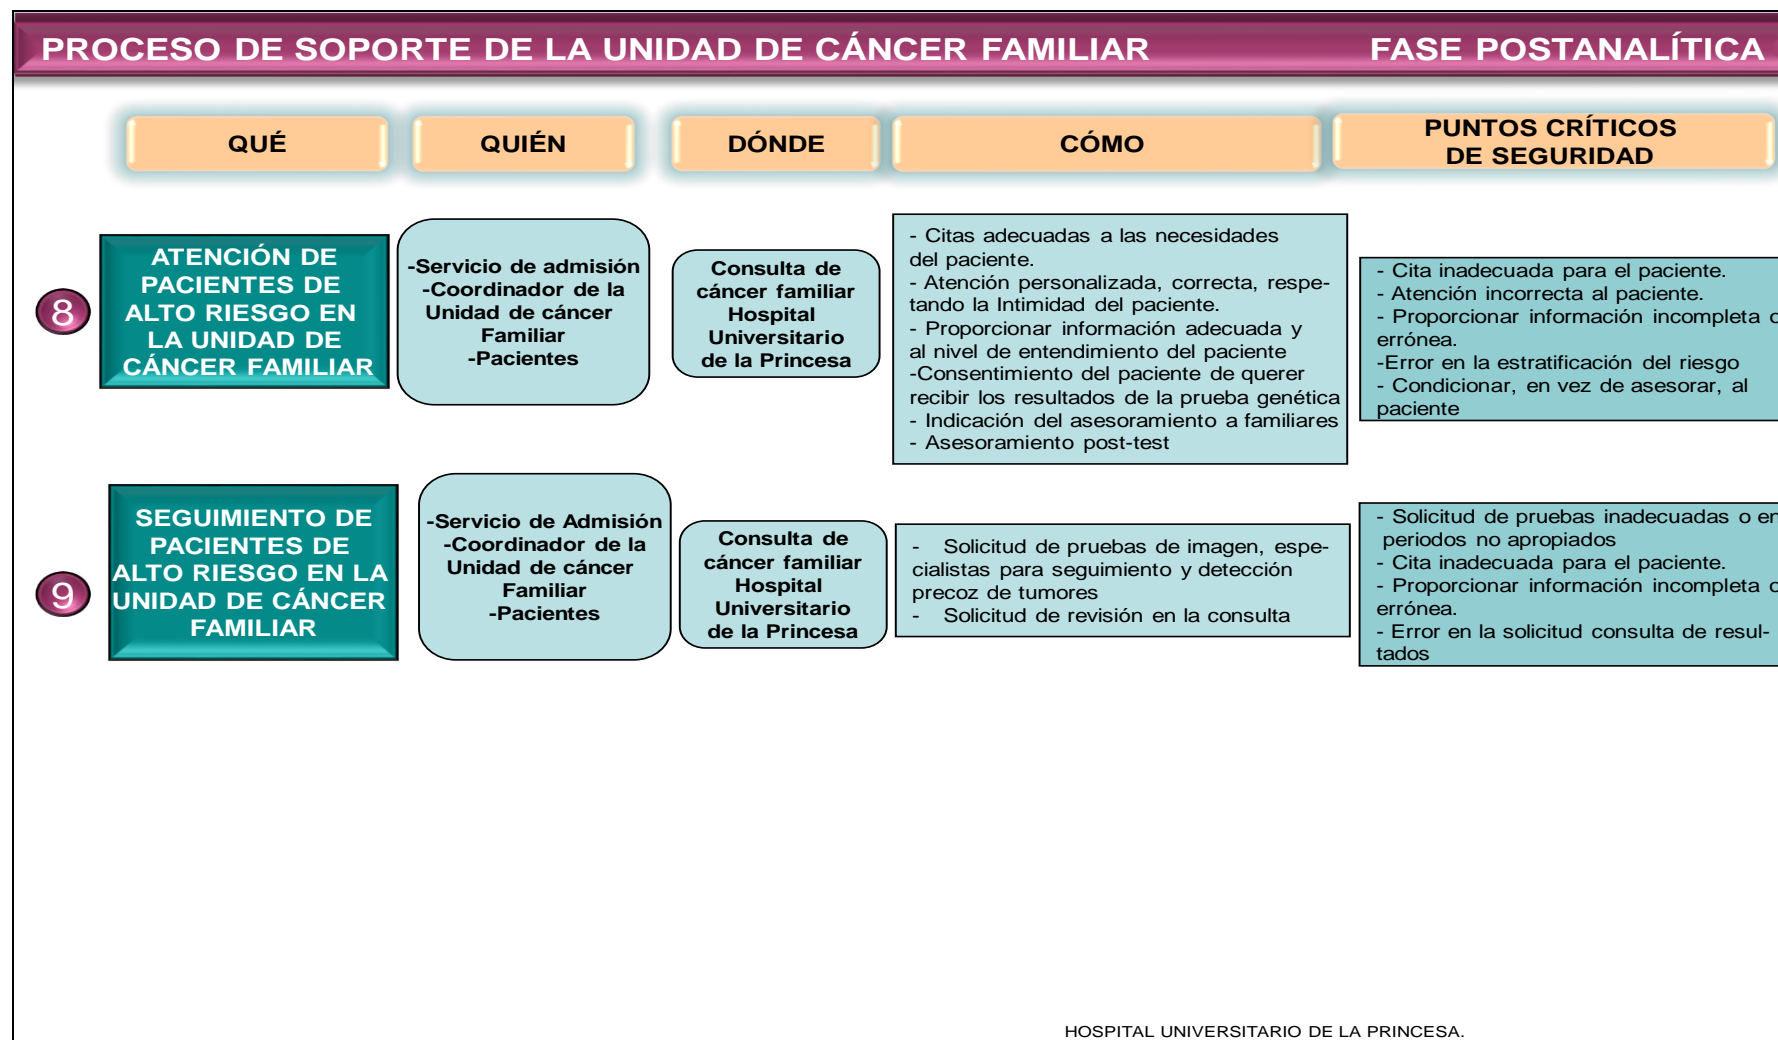 PROCESO DE SOPORTE DE LA UNIDAD DE CÁNCER FAMILIAR
FASE POSTANALÍTICA
QUÉ
QUIÉN
DÓNDE
CÓMO
PUNTOS CRÍTICOS
DE SEGURIDAD
8
ATENCIÓN DE
PACIENTES DE
ALTO RIESGO EN
LA UNIDAD DE
CÁNCER FAMILIAR
-Servicio de admisión
-Coordinador de la
Unidad de cáncer
Familiar
-Pacientes
Consulta de
cáncer familiar
Hospital
Universitario
de la Princesa
- Citas adecuadas a las necesidades
del paciente.
- Atención personalizada, correcta, respe-
tando la Intimidad del paciente.
- Proporcionar información adecuada y
al nivel de entendimiento del paciente
-Consentimiento del paciente de querer
recibir los resultados de la prueba genética
- Indicación del asesoramiento a familiares
- Asesoramiento post-test
- Cita inadecuada para el paciente.
- Atención incorrecta al paciente.
- Proporcionar información incompleta o
errónea.
-Error en la estratificación del riesgo
- Condicionar, en vez de asesorar, al
paciente
9
SEGUIMIENTO DE
PACIENTES DE
ALTO RIESGO EN LA
UNIDAD DE CÁNCER
FAMILIAR
-Servicio de Admisión
-Coordinador de la
Unidad de cáncer
Familiar
-Pacientes
Consulta de
cáncer familiar
Hospital
Universitario
de la Princesa
- Solicitud de pruebas de imagen, espe-
cialistas para seguimiento y detección
precoz de tumores
- Solicitud de revisión en la consulta
- Solicitud de pruebas inadecuadas o en
periodos no apropiados
- Cita inadecuada para el paciente.
- Proporcionar información incompleta o
errónea.
- Error en la solicitud consulta de resul-
tados
HOSPITAL UNIVERSITARIO DE LA PRINCESA.